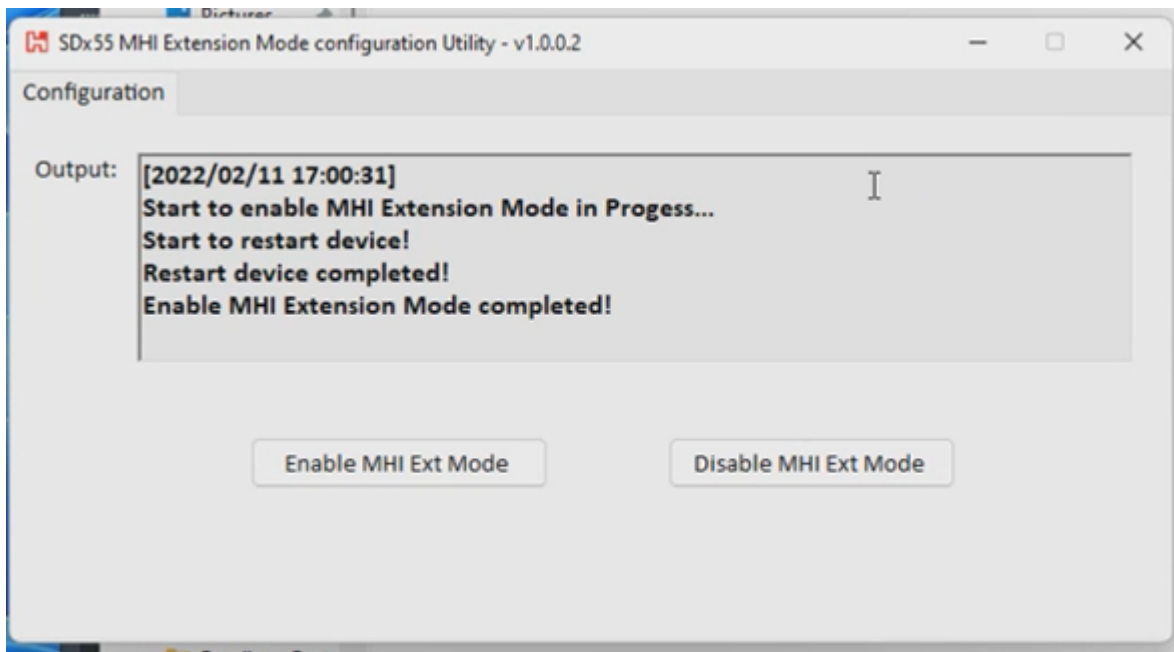 Pictures
SDx55 MHI Extension Mode configuration Utility - v1.0.0.2
Configuration
Output:
[2022/02/11 17:00:31]
Start to enable MHI Extension Mode in Progess...
Start to restart device!
Restart device completed!
Enable MHI Extension Mode completed!
Enable MHI Ext Mode
Disable MHI Ext Mode